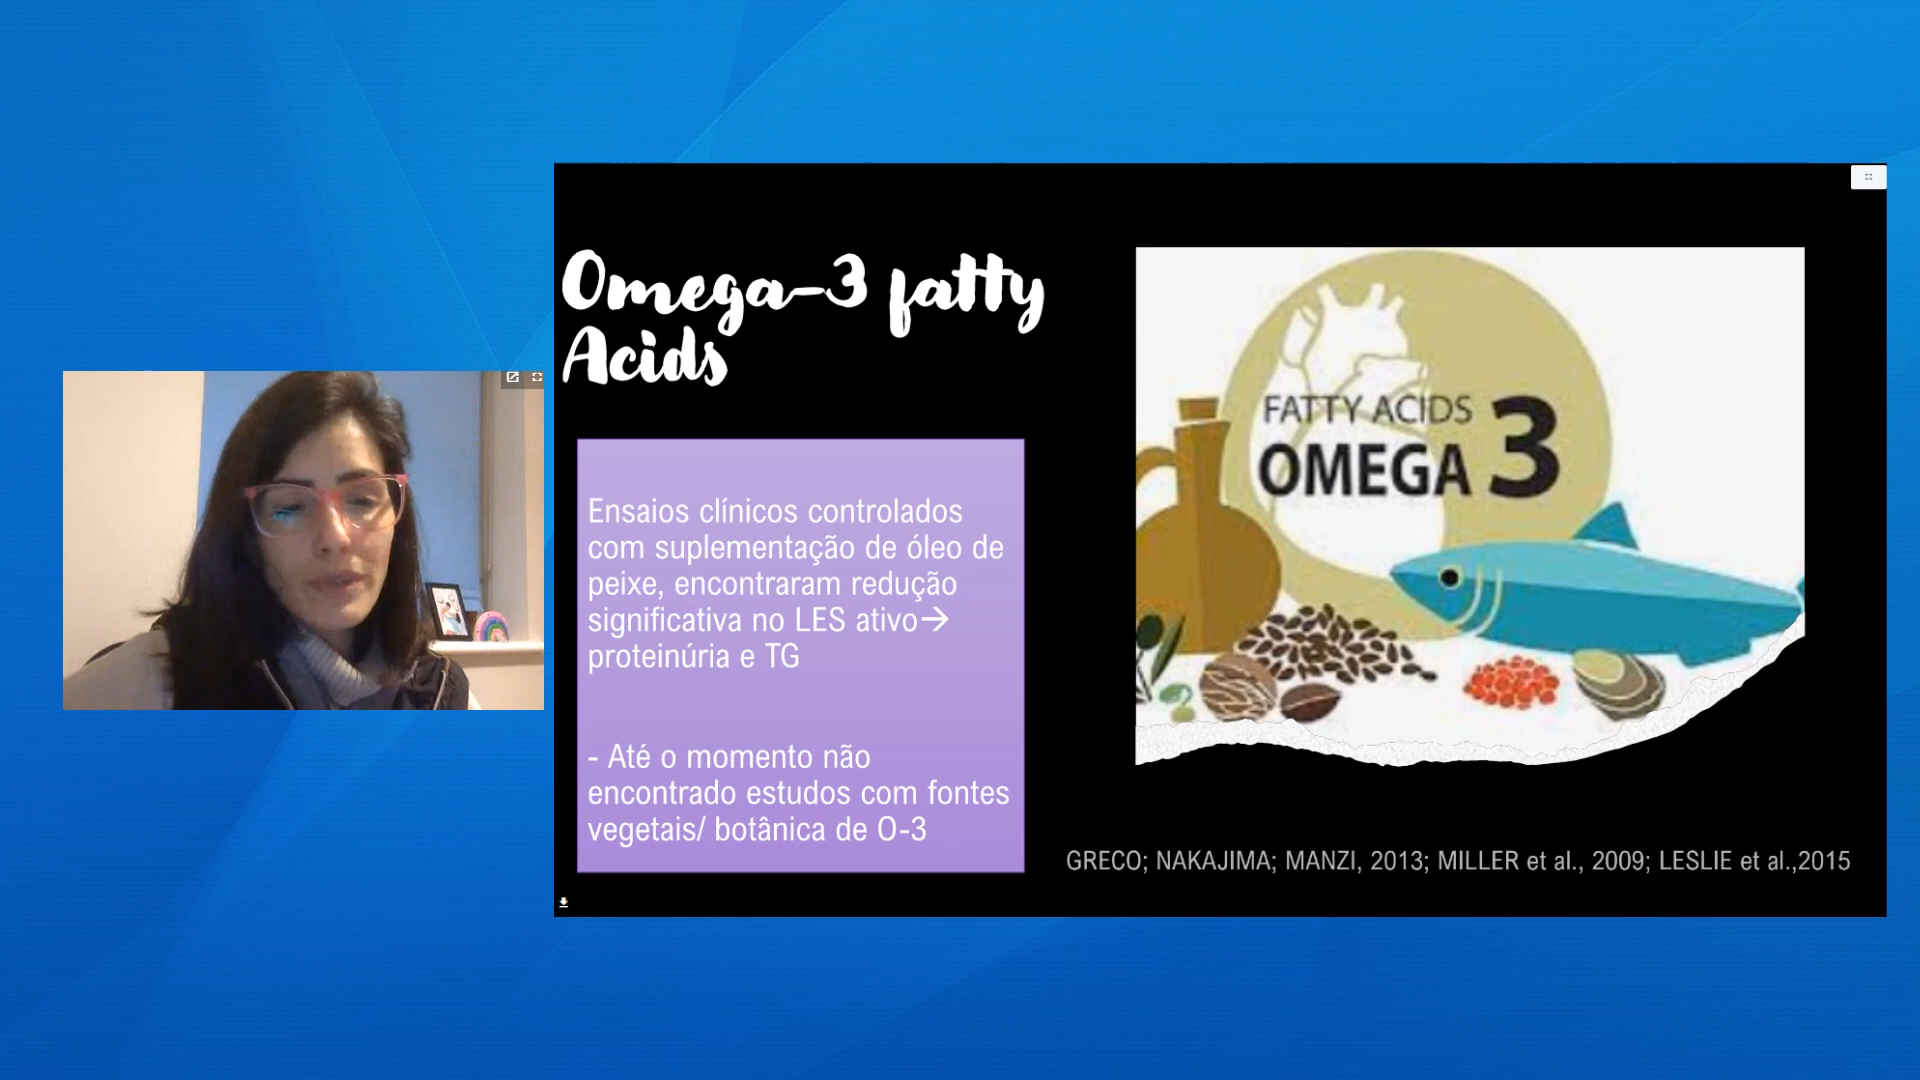 Omega-3 fatty
Acids
Ensaios clínicos controlados
com suplementação de óleo de
peixe, encontraram redução
significativa no LES ativo→
proteinúria e TG
- Até o momento não
encontrado estudos com fontes
vegetais/ botânica de O-3
FATTY ACIDS
OMEGA 3
GRECO; NAKAJIMA; MANZI, 2013; MILLER et al., 2009; LESLIE et al.,2015